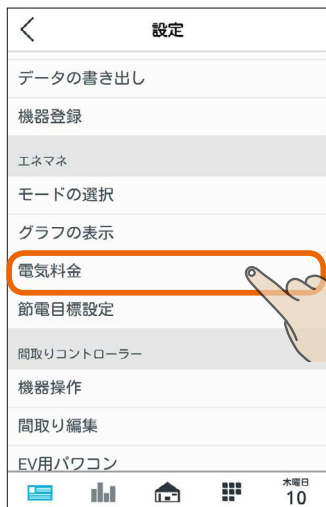 設定
データの書き出し
機器登録
エネマネ
モードの選択
グラフの表示
電気料金
節電目標設定
間取りコントローラー
機器操作
間取り編集
EV用パワコン
木曜日
10